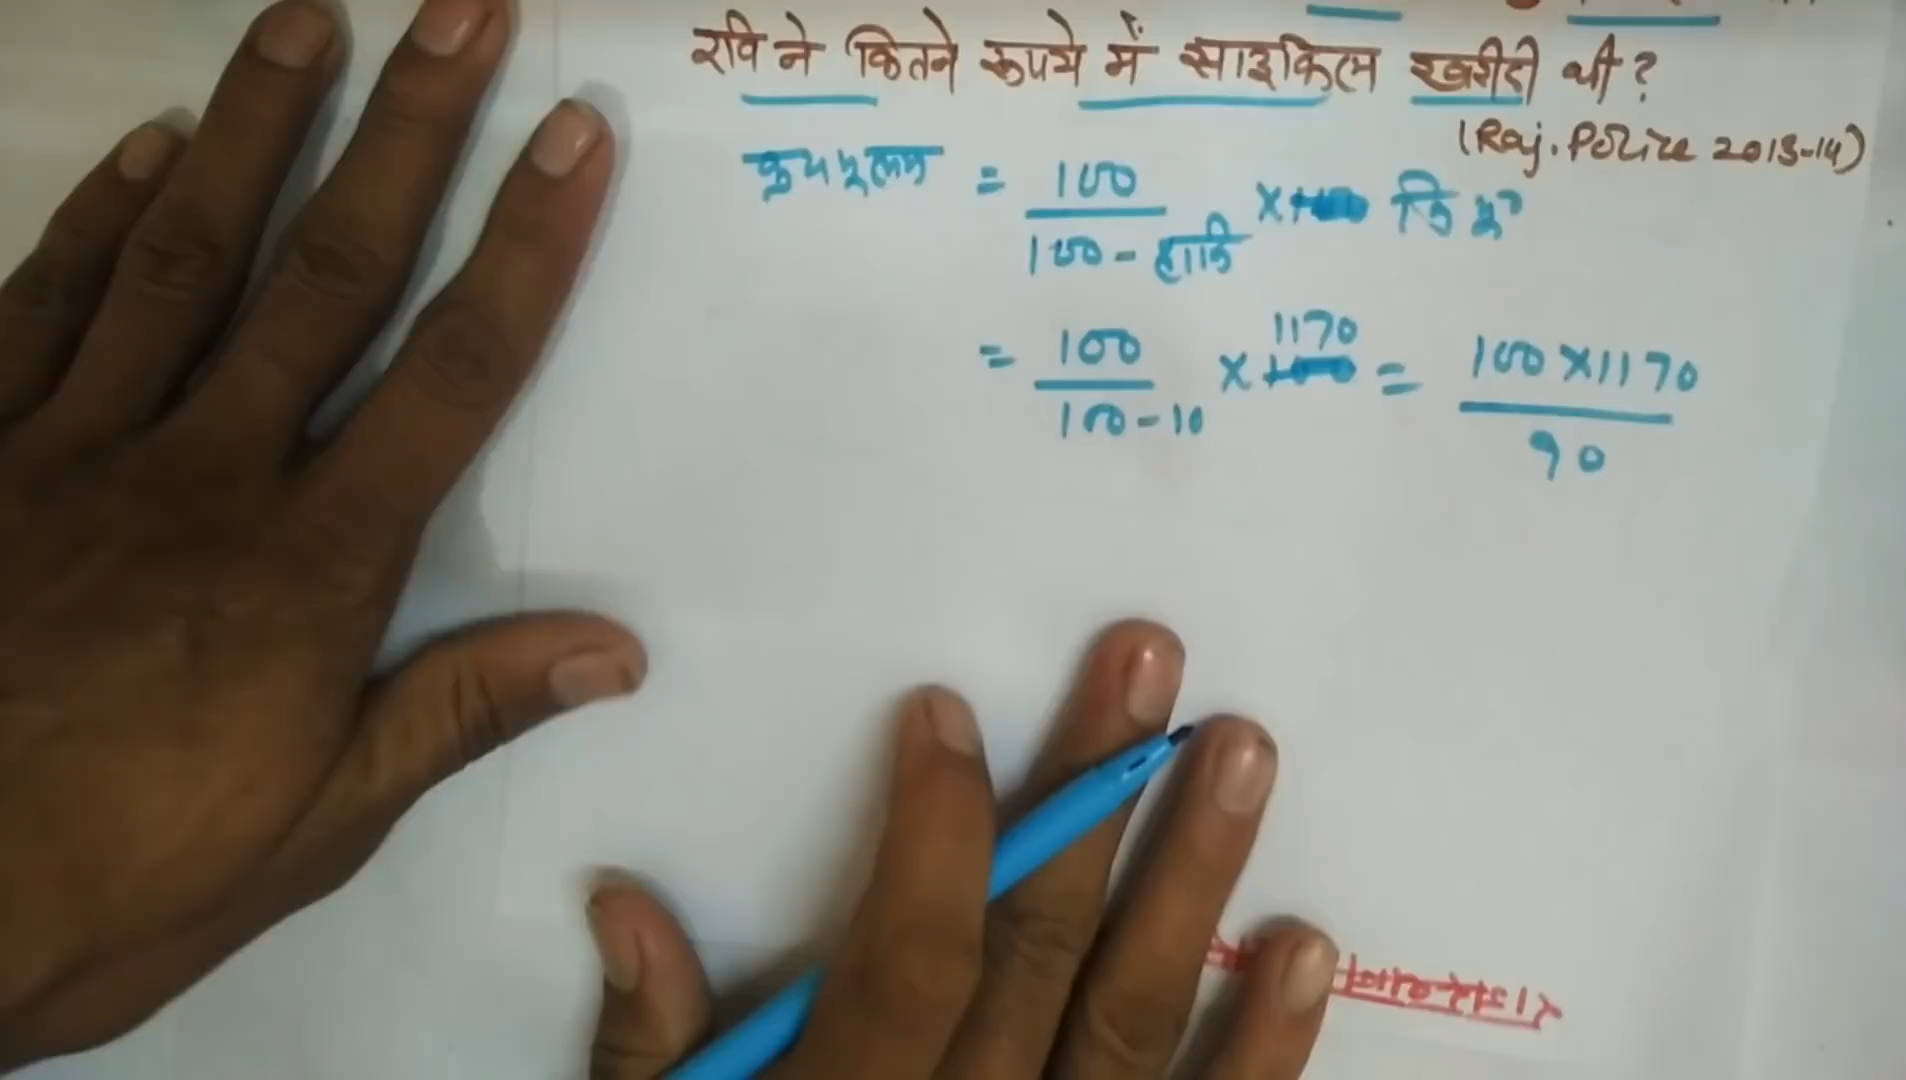 रवि ने कितने रूपये में साइकिल खरीदी थी?
(Raj. Police 2013-14)
क्रयमूल्य = 100 / 100 - हानि × वि मू०
= 100 / 100 - 10 × 1170 = 100 × 1170 / 90